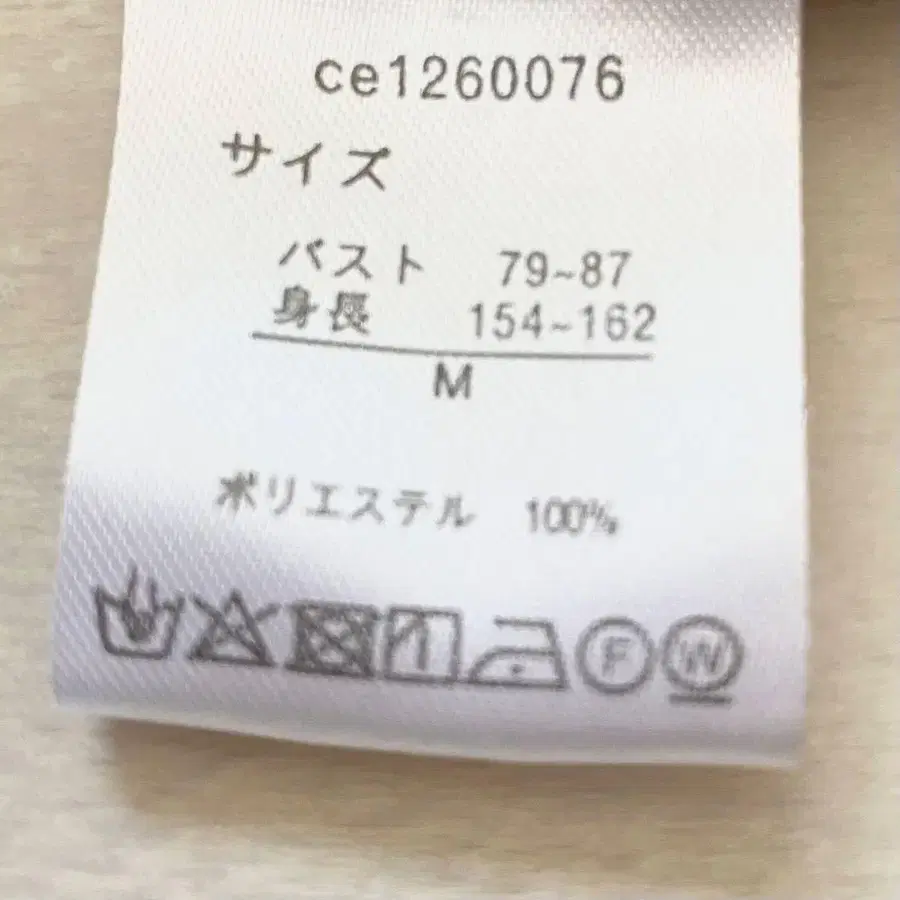 ce1260076
サイズ
バスト 79~87
身長 154~162
M
ポリエステル 100%
F W